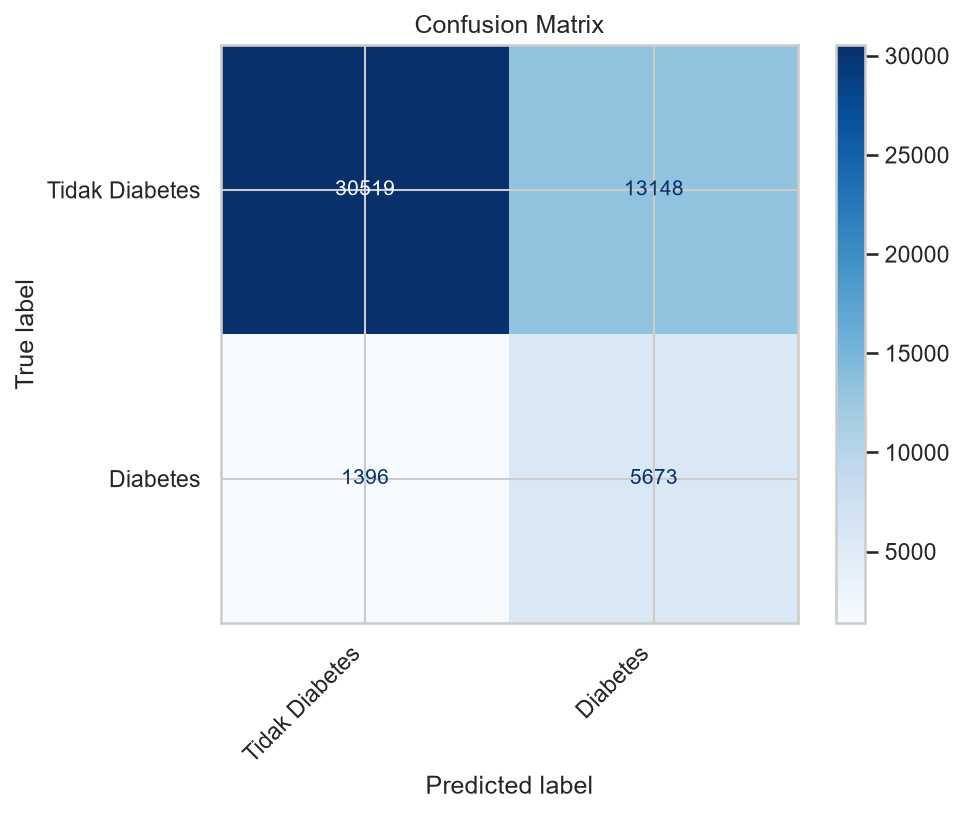 Confusion Matrix
30000
25000
20000
15000
10000
5000
True label
Tidak Diabetes
30519
13148
Diabetes
1396
5673
Tidak Diabetes
Diabetes
Predicted label